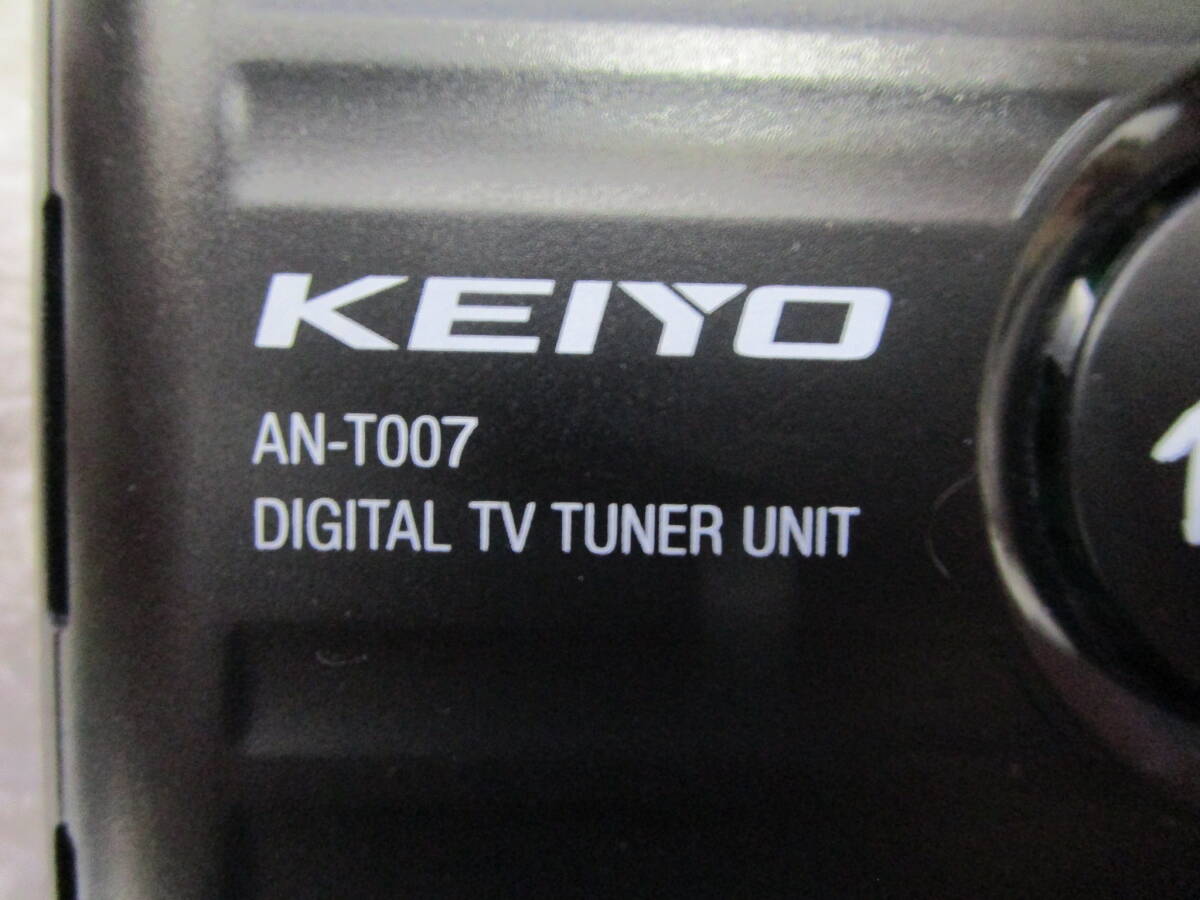 KEIYO
AN-T007
DIGITAL TV TUNER UNIT